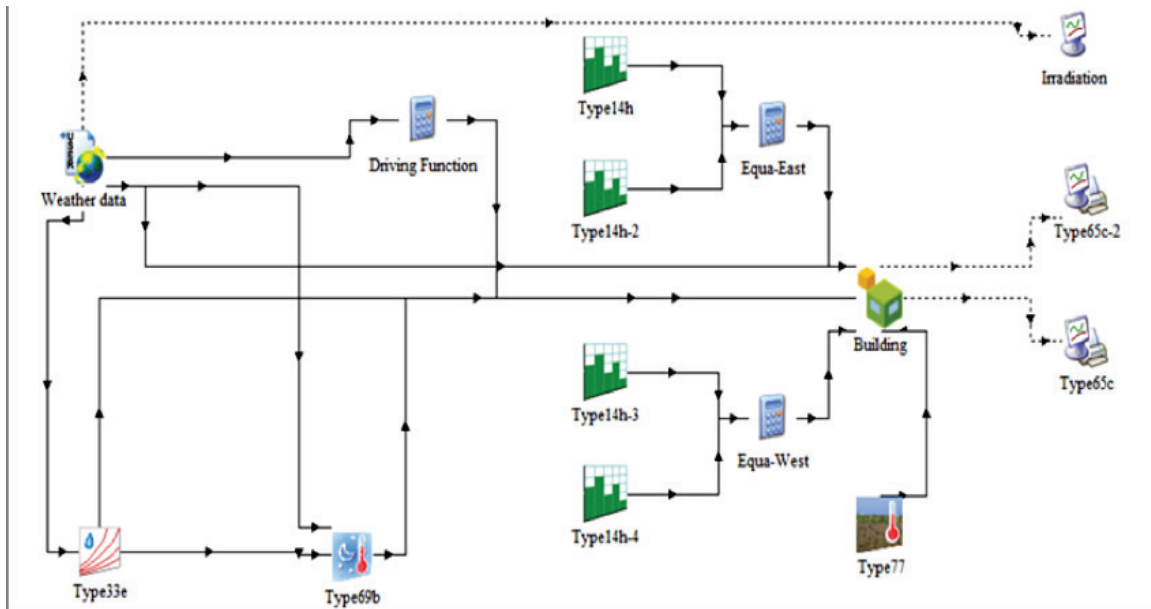 Irradiation
Type14h
Driving Function
Equa-East
Weather data
Type14h-2
Type65c-2
Building
Type65c
Type14h-3
Equa-West
Type14h-4
Type77
Type33e
Type69b